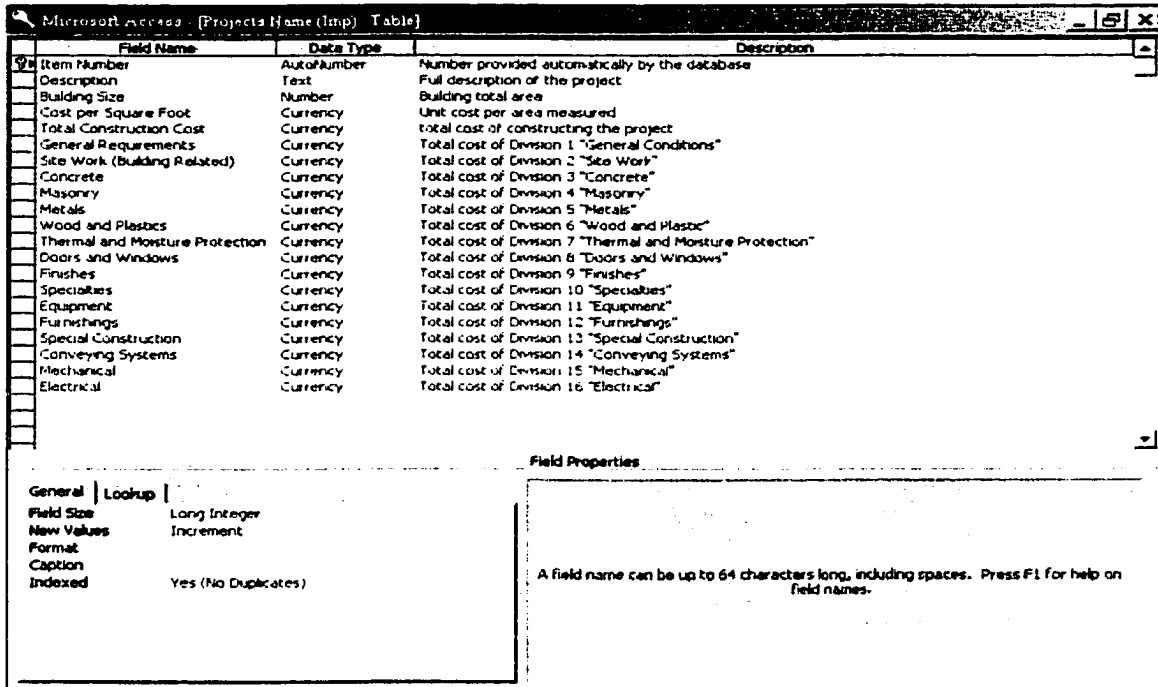 Microsoft Access - [Projects Name (Imp) Table]
Field Name Data Type Description
Item Number AutoNumber Number provided automatically by the database
Description Text Full description of the project
Building Size Number Building total area
Cost per Square Foot Currency Unit cost per area measured
Total Construction Cost Currency total cost of constructing the project
General Requirements Currency Total cost of Division 1 "General Conditions"
Site Work (Building Related) Currency Total cost of Division 2 "Site Work"
Concrete Currency Total cost of Division 3 "Concrete"
Masonry Currency Total cost of Division 4 "Masonry"
Metals Currency Total cost of Division 5 "Metals"
Wood and Plastics Currency Total cost of Division 6 "Wood and Plastic"
Thermal and Moisture Protection Currency Total cost of Division 7 "Thermal and Moisture Protection"
Doors and Windows Currency Total cost of Division 8 "Doors and Windows"
Finishes Currency Total cost of Division 9 "Finishes"
Specialties Currency Total cost of Division 10 "Specialties"
Equipment Currency Total cost of Division 11 "Equipment"
Furnishings Currency Total cost of Division 12 "Furnishings"
Special Construction Currency Total cost of Division 13 "Special Construction"
Conveying Systems Currency Total cost of Division 14 "Conveying Systems"
Mechanical Currency Total cost of Division 15 "Mechanical"
Electrical Currency Total cost of Division 16 "Electrical"
Field Properties
General Lookup
Field Size Long Integer
New Values Increment
Format
Caption
Indexed Yes (No Duplicates)
A field name can be up to 64 characters long, including spaces. Press F1 for help on
field names.